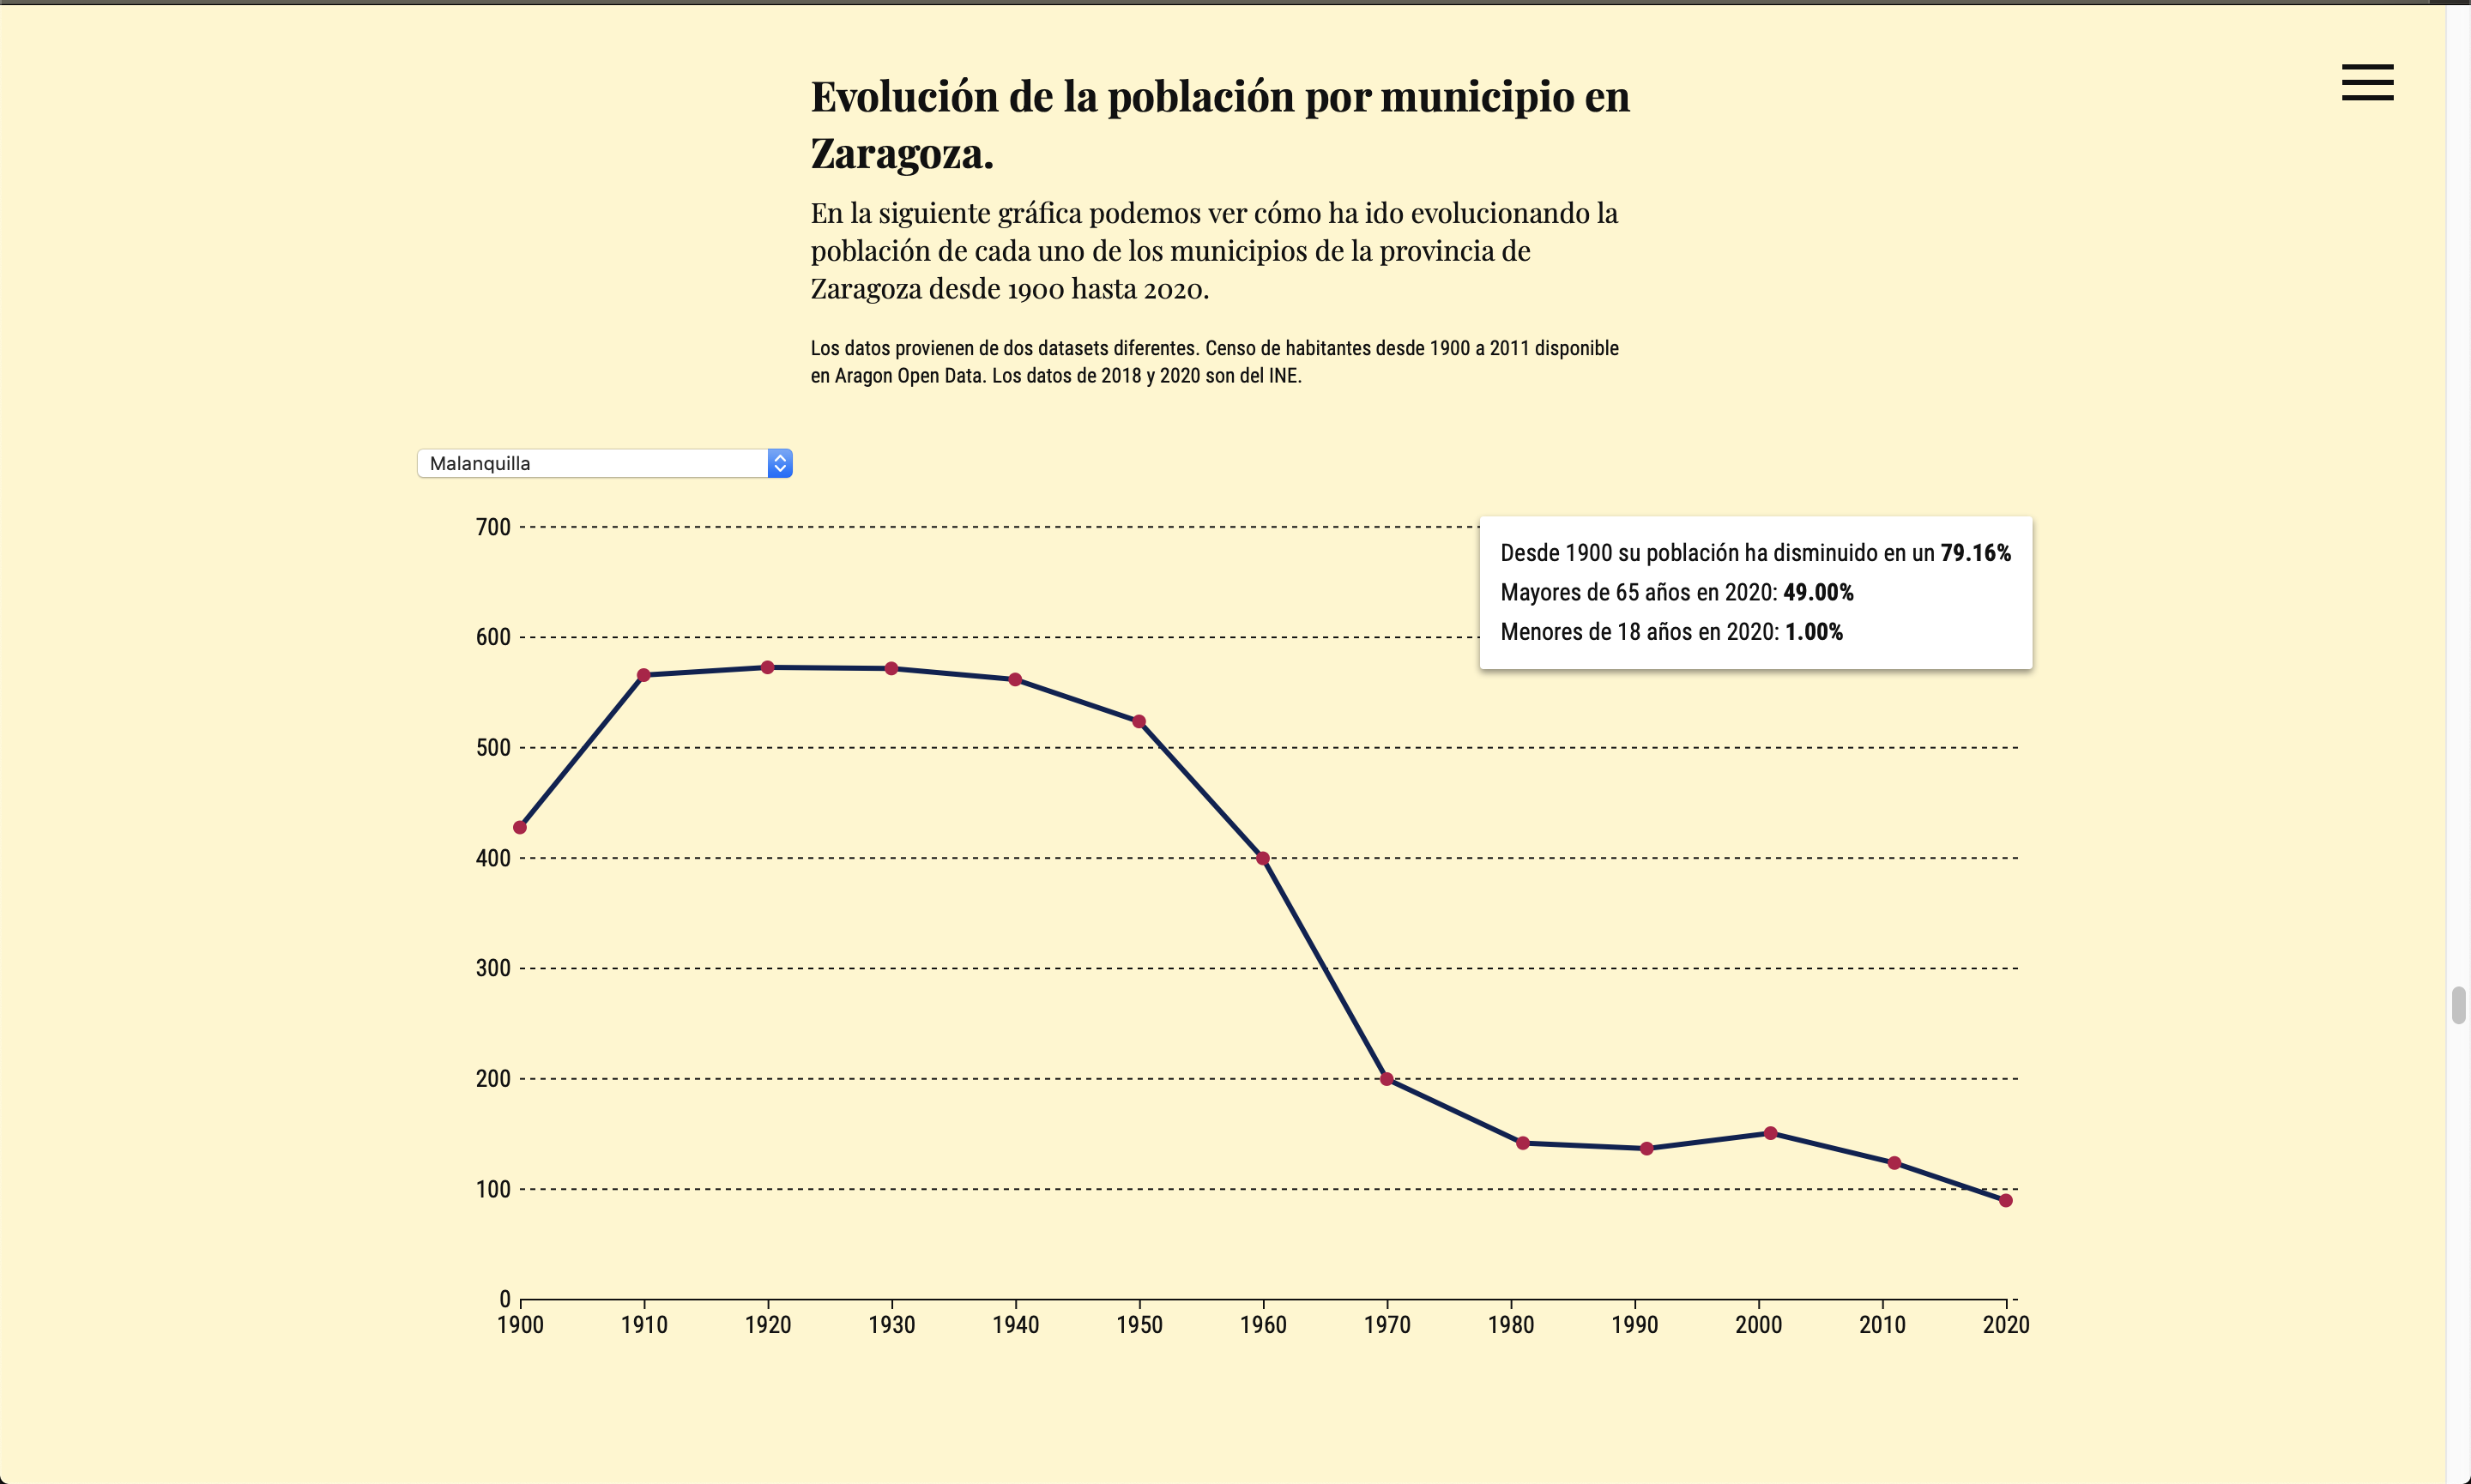 Evolución de la población por municipio en
Zaragoza.
En la siguiente gráfica podemos ver cómo ha ido evolucionando la
población de cada uno de los municipios de la provincia de
Zaragoza desde 1900 hasta 2020.
Los datos provienen de dos datasets diferentes. Censo de habitantes desde 1900 a 2011 disponible
en Aragon Open Data. Los datos de 2018 y 2020 son del INE.
Malanquilla
Desde 1900 su población ha disminuido en un 79.16%
Mayores de 65 años en 2020: 49.00%
Menores de 18 años en 2020: 1.00%
700
600
500
400
300
200
100
0
1900 1910 1920 1930 1940 1950 1960 1970 1980 1990 2000 2010 2020